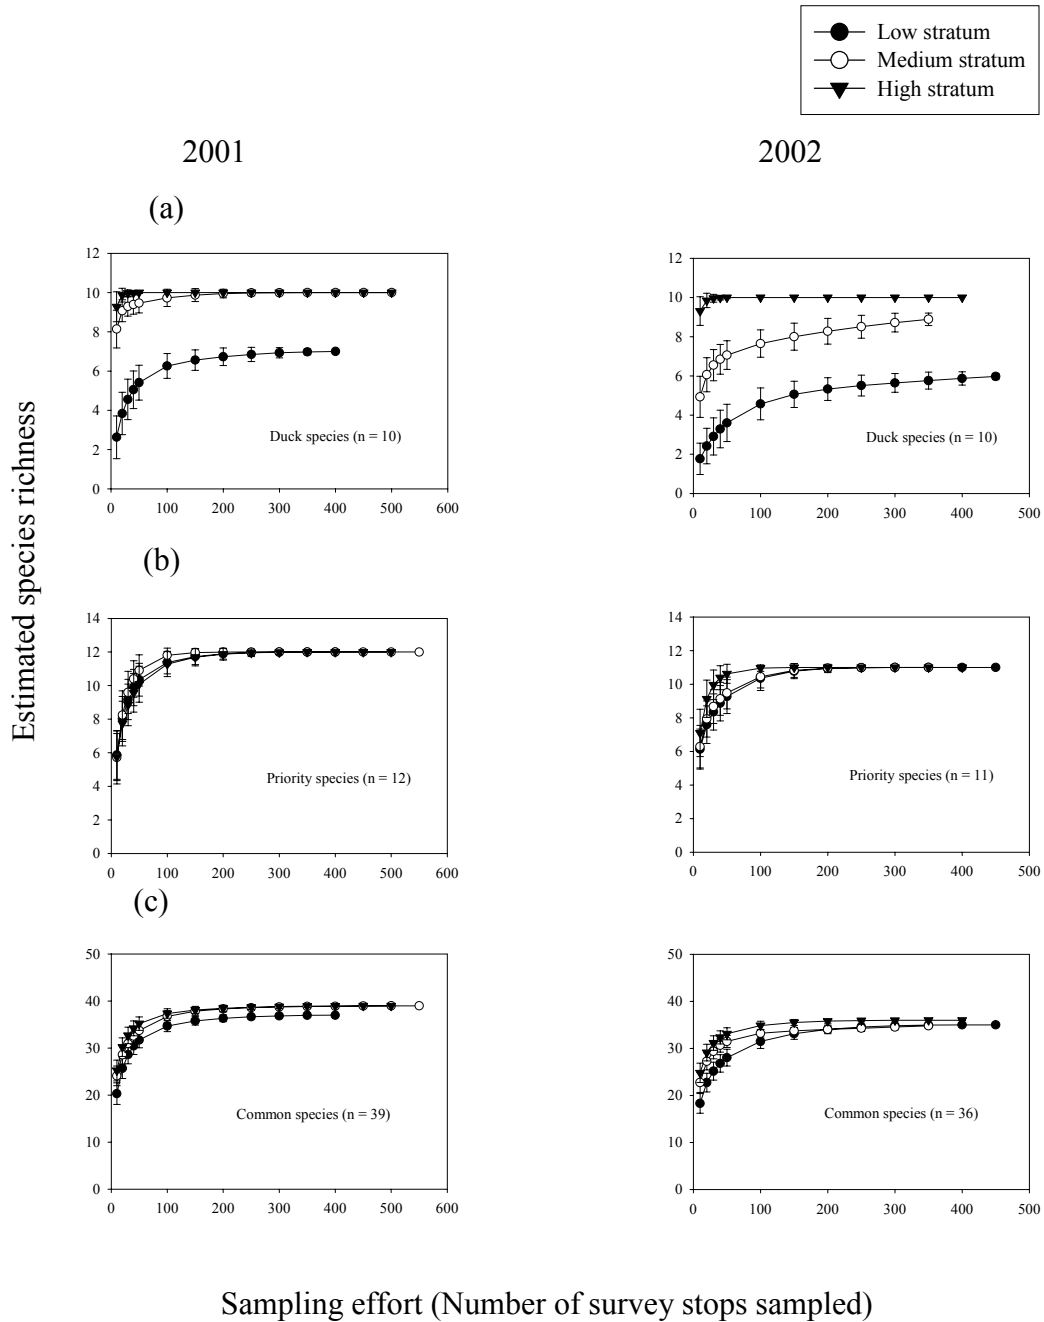 Low stratum
Medium stratum
High stratum
2001
2002
(a)
12
10
8
6
4
2
0
0 100 200 300 400 500 600
Duck species (n = 10)
12
10
8
6
4
2
0
0 100 200 300 400 500
Duck species (n = 10)
Estimated species richness
(b)
14
12
10
8
6
4
2
0
0 100 200 300 400 500 600
Priority species (n = 12)
14
12
10
8
6
4
2
0
0 100 200 300 400 500
Priority species (n = 11)
(c)
50
40
30
20
10
0
0 100 200 300 400 500 600
Common species (n = 39)
50
40
30
20
10
0
0 100 200 300 400 500
Common species (n = 36)
Sampling effort (Number of survey stops sampled)